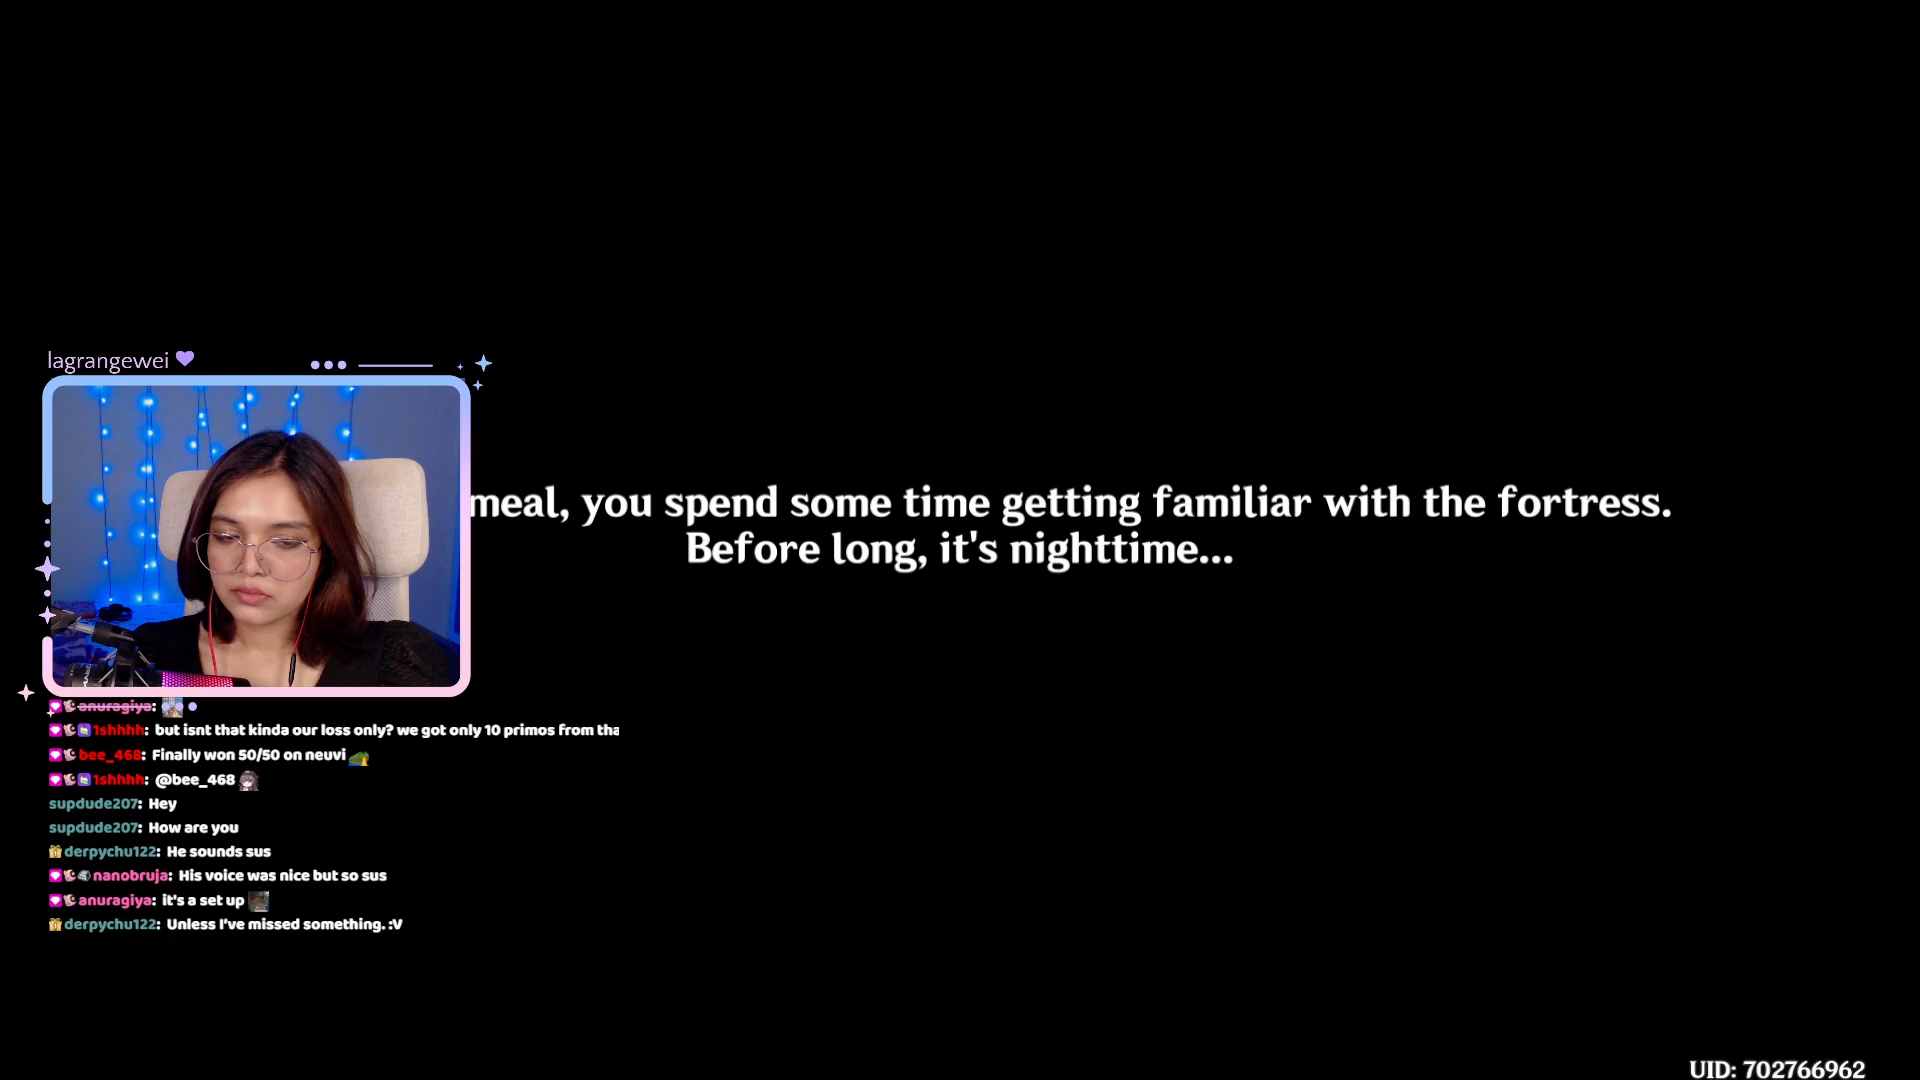 lagrangewei
meal, you spend some time getting familiar with the fortress.
Before long, it's nighttime...
anuragiya:
1shhhh: but isnt that kinda our loss only? we got only 10 primos from tha
bee_468: Finally won 50/50 on neuvi
1shhhh: @bee_468
supdude207: Hey
supdude207: How are you
derpychu122: He sounds sus
nanobruja: His voice was nice but so sus
anuragiya: it's a set up
derpychu122: Unless I've missed something. :V
UID: 702766962